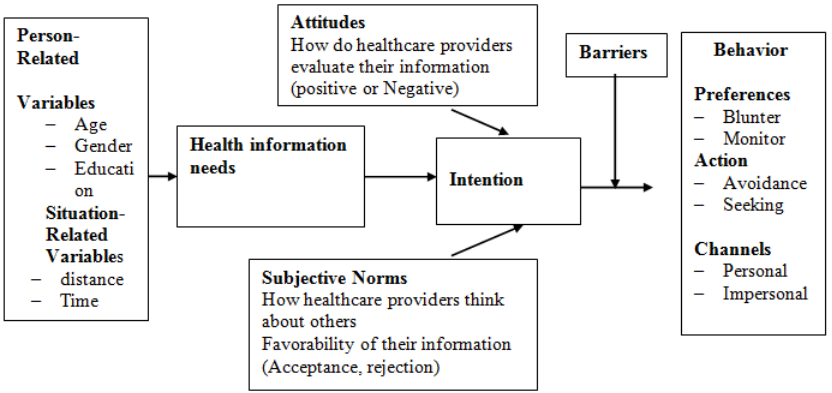 Person-
Related
Variables
– Age
– Gender
– Educati
on
Situation-
Related
Variables
– distance
– Time
Health information
needs
Attitudes
How do healthcare providers
evaluate their information
(positive or Negative)
Intention
Subjective Norms
How healthcare providers think
about others
Favorability of their information
(Acceptance, rejection)
Barriers
Behavior
Preferences
– Blunter
– Monitor
Action
– Avoidance
– Seeking
Channels
– Personal
– Impersonal